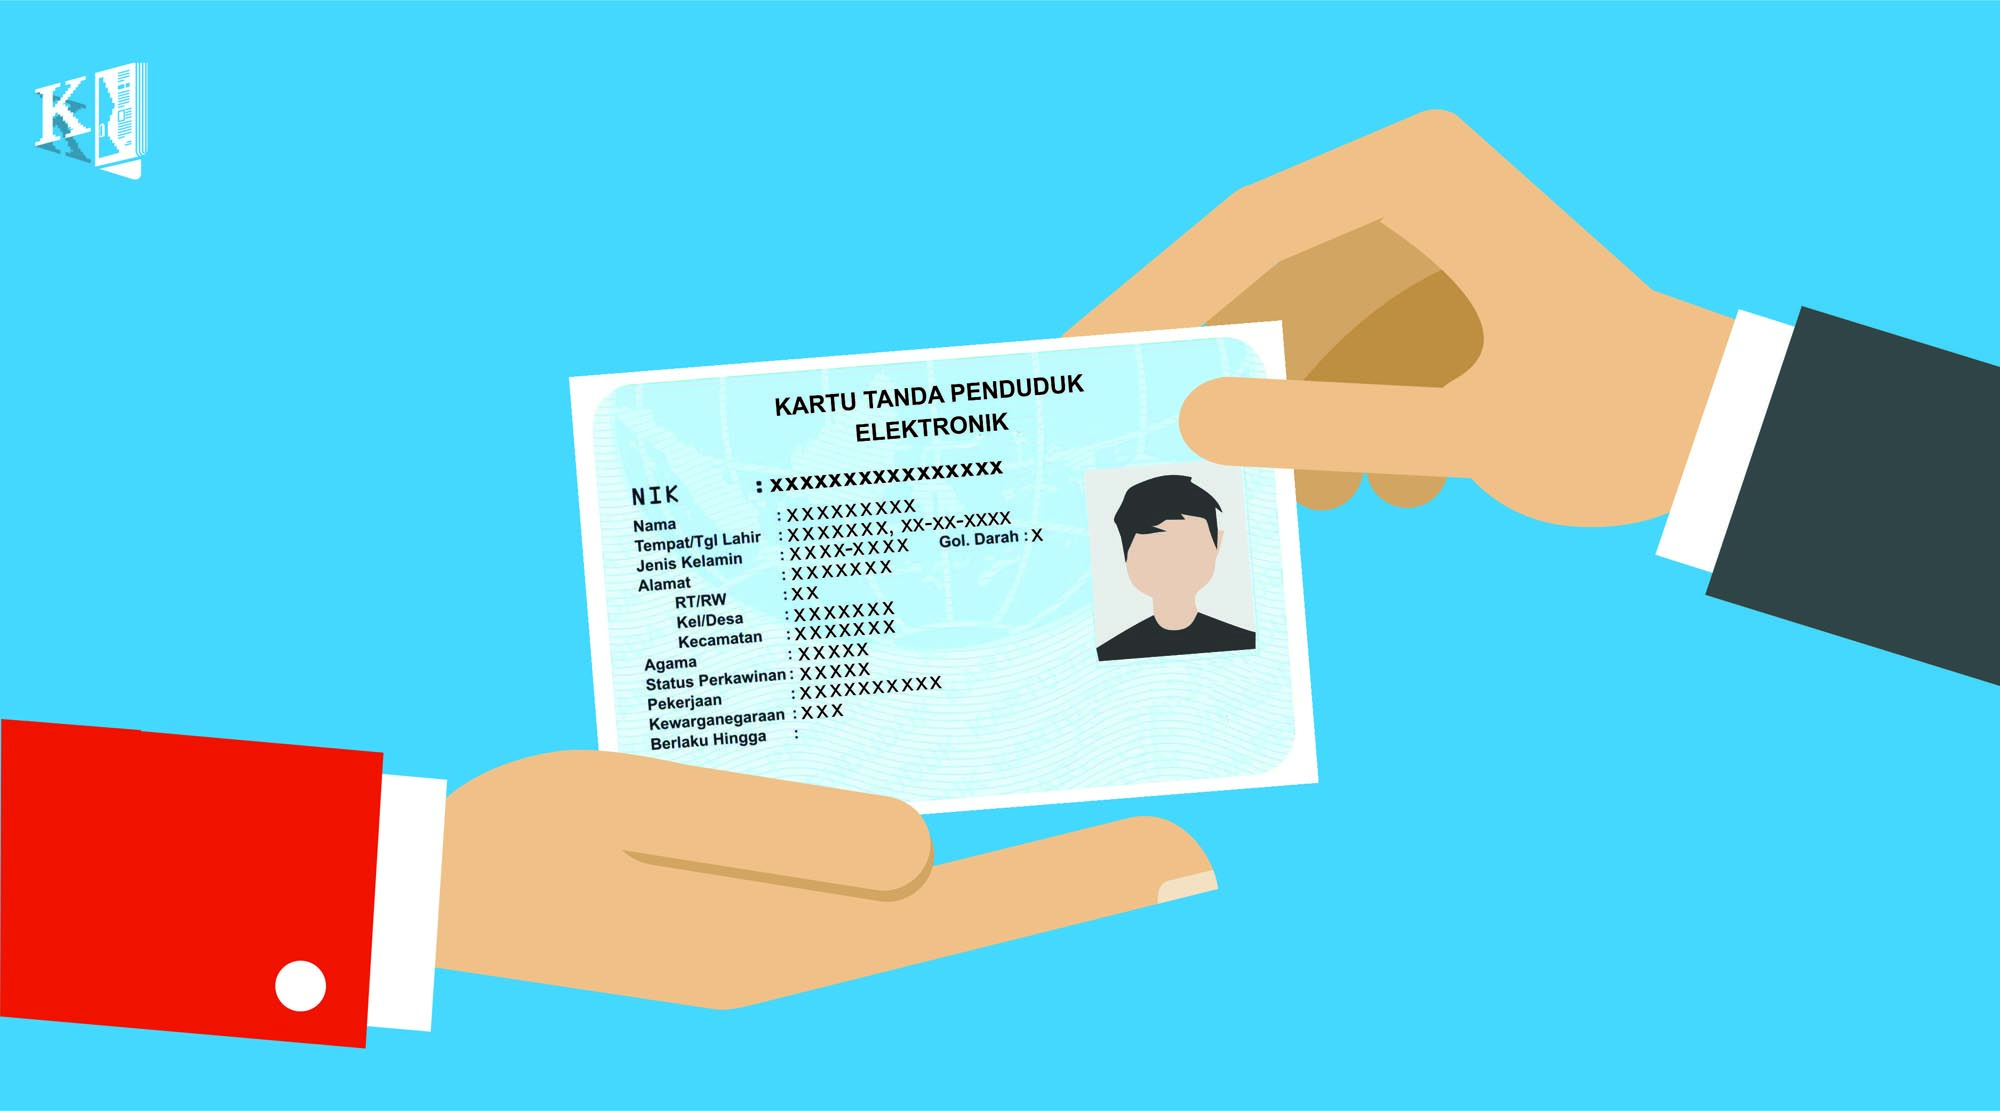 K
KARTU TANDA PENDUDUK
ELEKTRONIK
NIK : XXXXXXXXXXXXXXXX
Nama : XXXXXXXXX
Tempat/Tgl Lahir : XXXXXXX, XX-XX-XXXX
Jenis Kelamin : XXXX-XXXX Gol. Darah : X
Alamat : XXXXXXX
RT/RW : XX
Kel/Desa : XXXXXXX
Kecamatan : XXXXXXX
Agama : XXXXX
Status Perkawinan : XXXXX
Pekerjaan : XXXXXXXXXX
Kewarganegaraan : XXX
Berlaku Hingga :